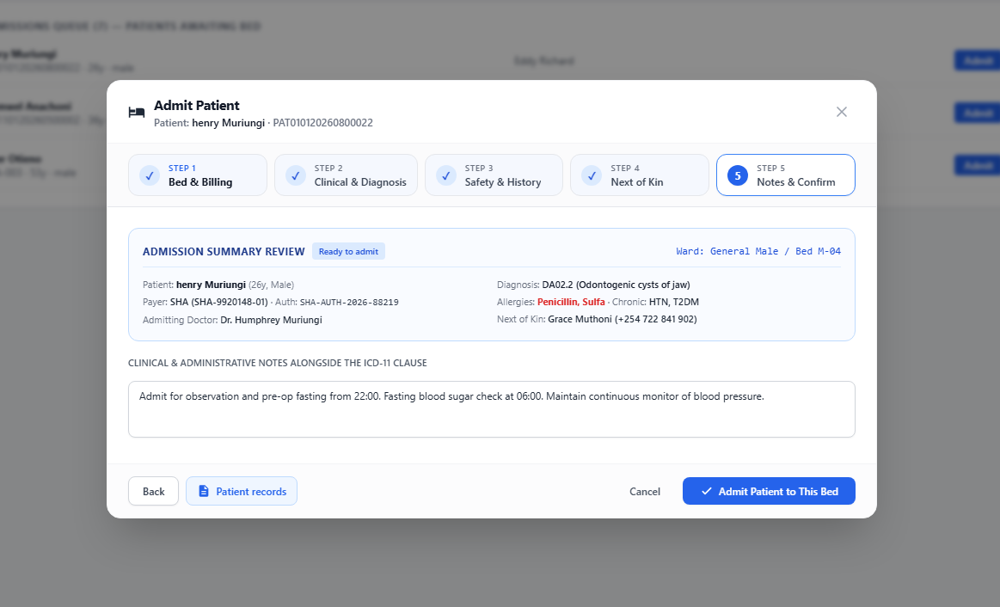 MISSIONS QUEUE (7) — PATIENTS AWAITING BED
ry Muriungi
26y · male
Eddy Richard
Admit
Admit
r Otieno
53y · male
Admit
Admit Patient
Patient: henry Muriungi · PAT010120260800022
STEP 1
Bed & Billing
STEP 2
Clinical & Diagnosis
STEP 3
Safety & History
STEP 4
Next of Kin
5
STEP 5
Notes & Confirm
ADMISSION SUMMARY REVIEW Ready to admit
Ward: General Male / Bed M-04
Patient: henry Muriungi (26y, Male)
Payer: SHA (SHA-9920148-01) · Auth: SHA-AUTH-2026-88219
Admitting Doctor: Dr. Humphrey Muriungi
Diagnosis: DA02.2 (Odontogenic cysts of jaw)
Allergies: Penicillin, Sulfa · Chronic: HTN, T2DM
Next of Kin: Grace Muthoni (+254 722 841 902)
CLINICAL & ADMINISTRATIVE NOTES ALONGSIDE THE ICD-11 CLAUSE
Admit for observation and pre-op fasting from 22:00. Fasting blood sugar check at 06:00. Maintain continuous monitor of blood pressure.
Back
Patient records
Cancel
Admit Patient to This Bed